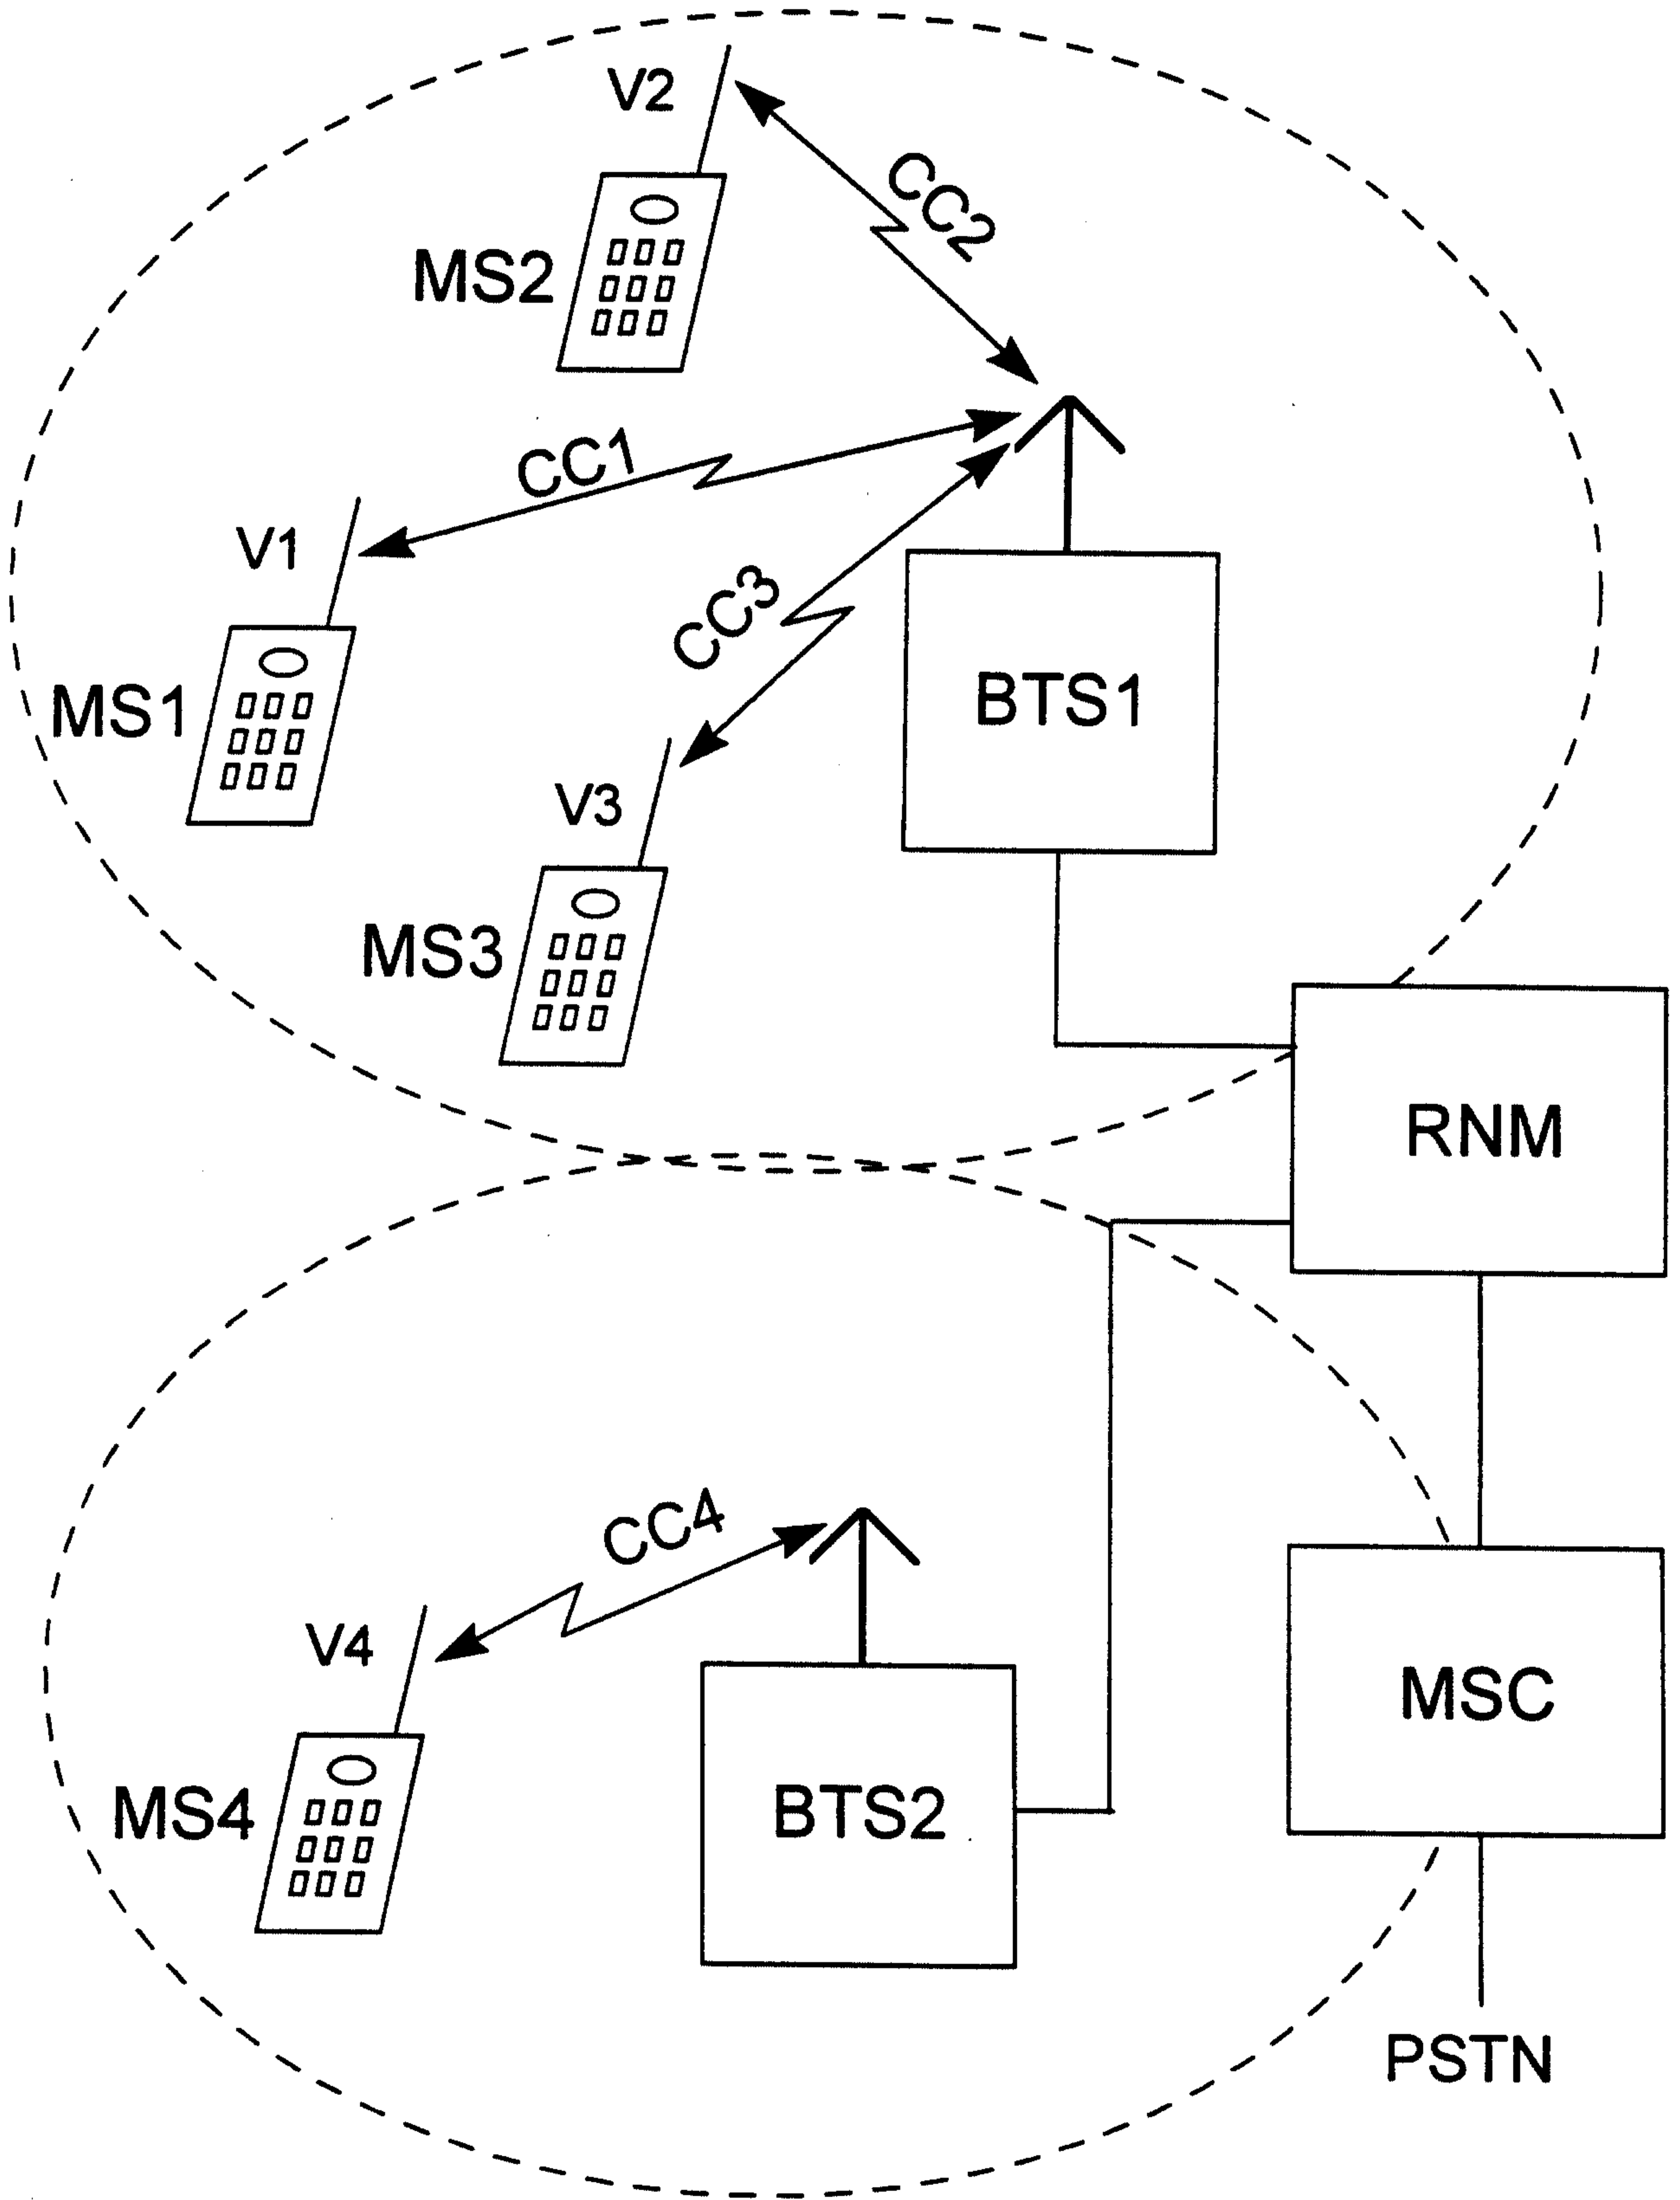 V2
CC2
MS2
CC1
V1
CC3
MS1
BTS1
V3
MS3
RNM
CC4
V4
MSC
MS4
BTS2
PSTN